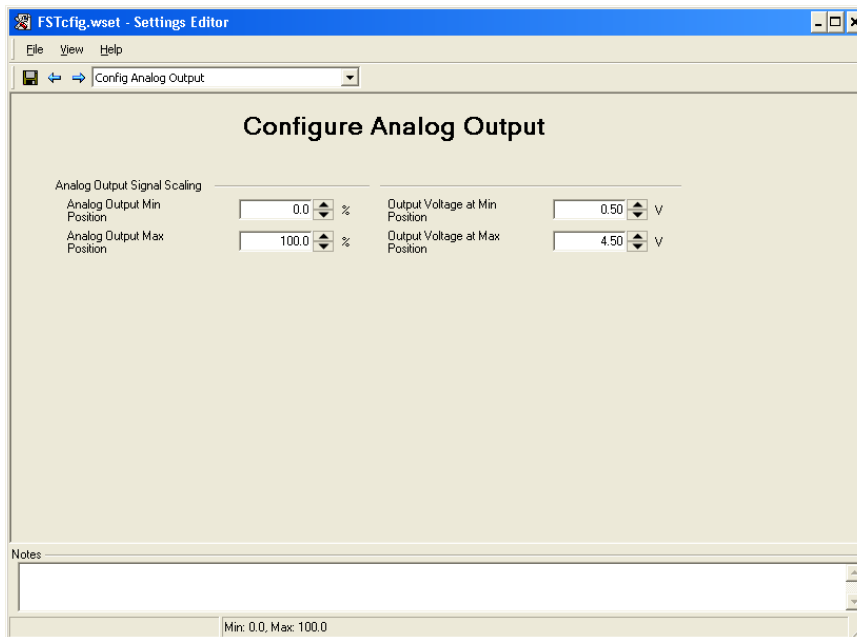 FSTcfig.wset - Settings Editor
File View Help
Config Analog Output
Configure Analog Output
Analog Output Signal Scaling
Analog Output Min
Position
0.0 %
Output Voltage at Min
Position
0.50 V
Analog Output Max
Position
100.0 %
Output Voltage at Max
Position
4.50 V
Notes
Min: 0.0, Max: 100.0